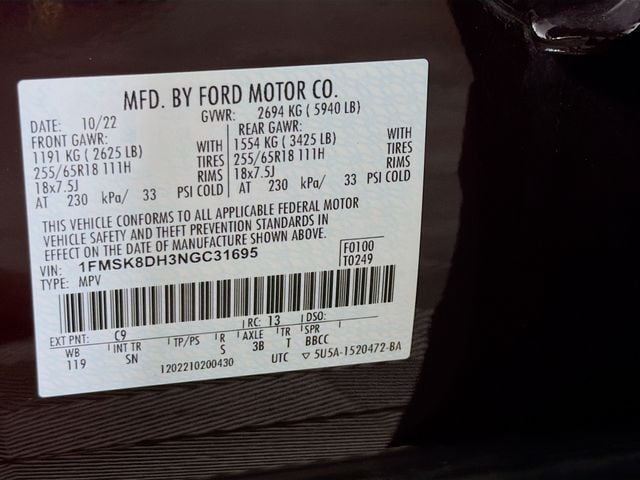 MFD. BY FORD MOTOR CO.
DATE: 10/22 GVWR: 2694 KG ( 5940 LB)
FRONT GAWR: REAR GAWR:
1191 KG ( 2625 LB) WITH 1554 KG ( 3425 LB) WITH
255/65R18 111H TIRES 255/65R18 111H TIRES
18x7.5J RIMS 18x7.5J RIMS
AT 230 kPa/ 33 PSI COLD AT 230 kPa/ 33 PSI COLD
THIS VEHICLE CONFORMS TO ALL APPLICABLE FEDERAL MOTOR
VEHICLE SAFETY AND THEFT PREVENTION STANDARDS IN
EFFECT ON THE DATE OF MANUFACTURE SHOWN ABOVE.
VIN: 1FMSK8DH3NGC31695 F0100
TYPE: MPV T0249
EXT PNT: C9 RC: 13 DSO:
WB INT TR TP/PS R AXLE TR SPR
119 SN S 3B T BBCC
1202210200430 UTC ▽ 5U5A-1520472-BA